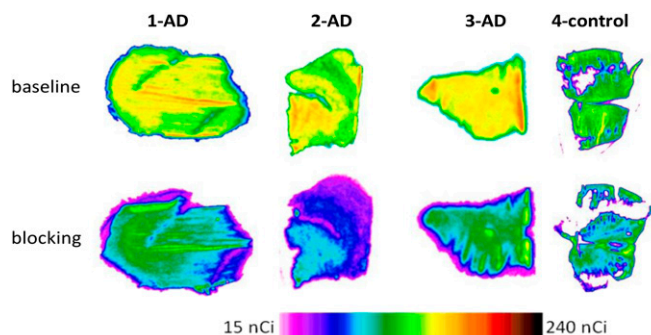 1-AD 2-AD 3-AD 4-control
baseline
blocking
15 nCi 240 nCi